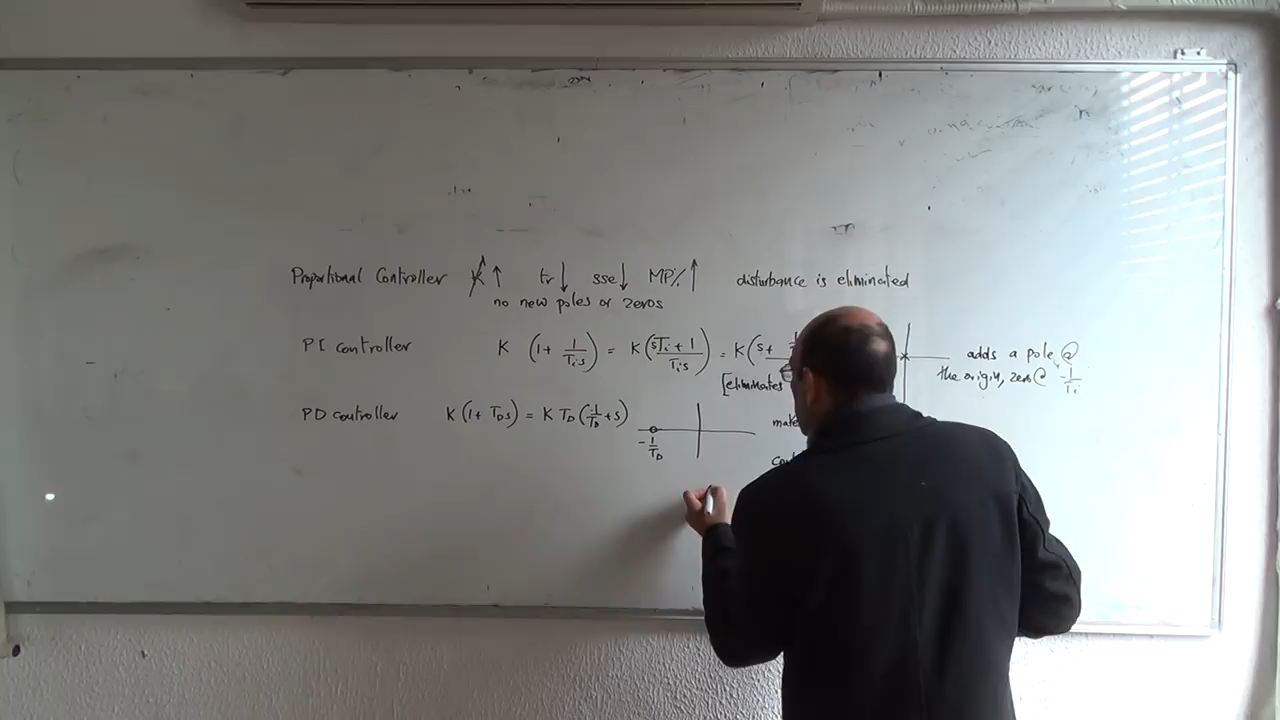 Proportional Controller K ↑ tr ↓ sse ↓ MP% ↑ disturbance is eliminated
no new poles or zeros
PI controller K (1 + 1/(Ti s)) = K ((sTi + 1)/(Ti s)) = K (s +
adds a pole @
the origin, zero @ -1/Ti
[eliminates
PD controller K (1 + TD s) = K TD (1/TD + s)
-1/TD